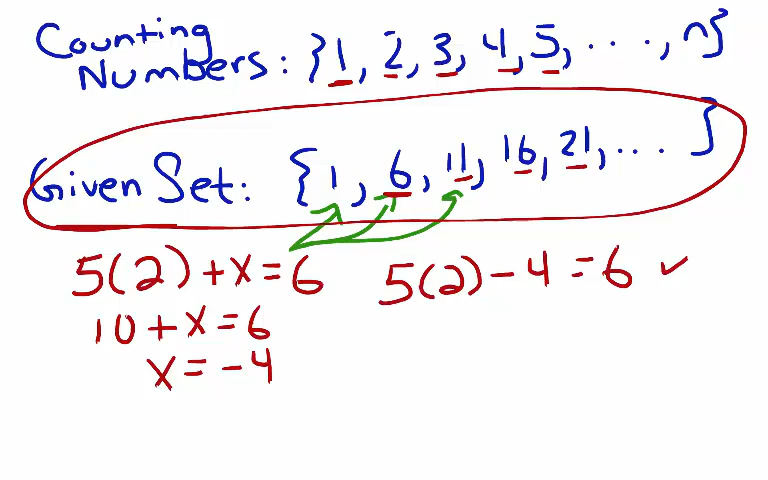 Counting
Numbers: {1, 2, 3, 4, 5, . . . ., n}
Given Set: {1, 6, 11, 16, 21, . . . }
5(2) + x = 6 5(2) - 4 = 6 ✓
10 + x = 6
x = -4